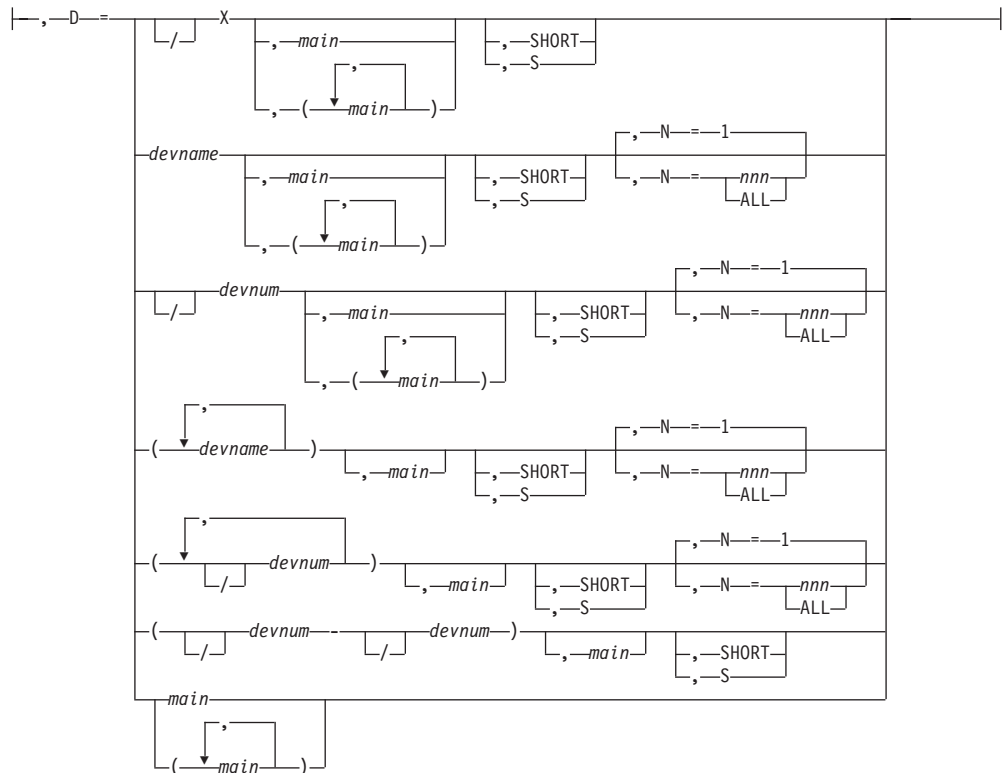 , D = / X , main , ( , main ) , SHORT , S
devname , main , ( , main ) , SHORT , S , N = 1 , N = nnn ALL
/ devnum , main , ( , main ) , SHORT , S , N = 1 , N = nnn ALL
( , devname ) , main , SHORT , S , N = 1 , N = nnn ALL
( , / devnum ) , main , SHORT , S , N = 1 , N = nnn ALL
( / devnum - / devnum ) , main , SHORT , S
main
( , main )